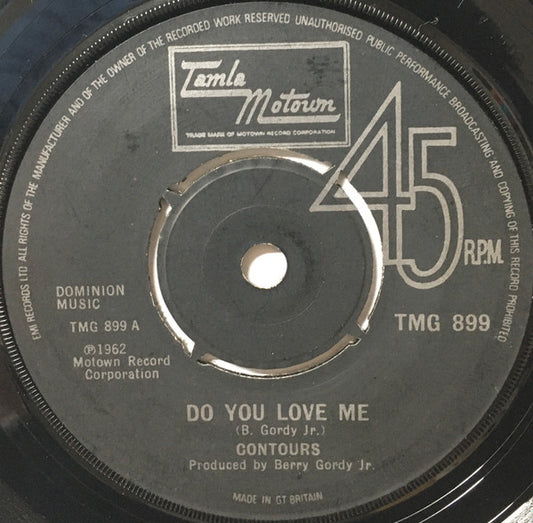 EMI RECORDS LTD ALL RIGHTS OF THE MANUFACTURER AND OF THE OWNER OF THE RECORDED WORK RESERVED UNAUTHORISED PUBLIC PERFORMANCE BROADCASTING AND COPYING OF THIS RECORD PROHIBITED
Tamla
Motown
TRADE MARK OF MOTOWN RECORD CORPORATION
45
R.P.M.
DOMINION
MUSIC
TMG 899 A
TMG 899
℗1962
Motown Record
Corporation
DO YOU LOVE ME
(B. Gordy Jr.)
CONTOURS
Produced by Berry Gordy Jr.
MADE IN GT BRITAIN